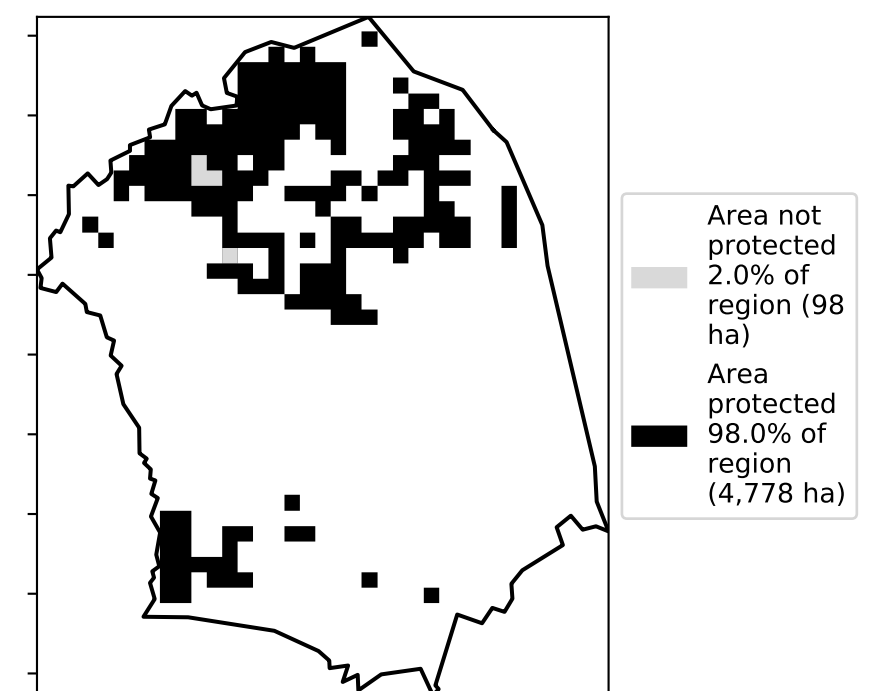 Area not
protected
2.0% of
region (98
ha)
Area
protected
98.0% of
region
(4,778 ha)